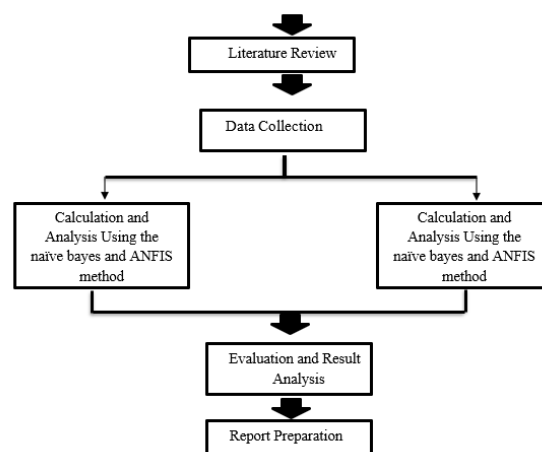 Literature Review
Data Collection
Calculation and
Analysis Using the
naïve bayes and ANFIS
method
Calculation and
Analysis Using the
naïve bayes and ANFIS
method
Evaluation and Result
Analysis
Report Preparation